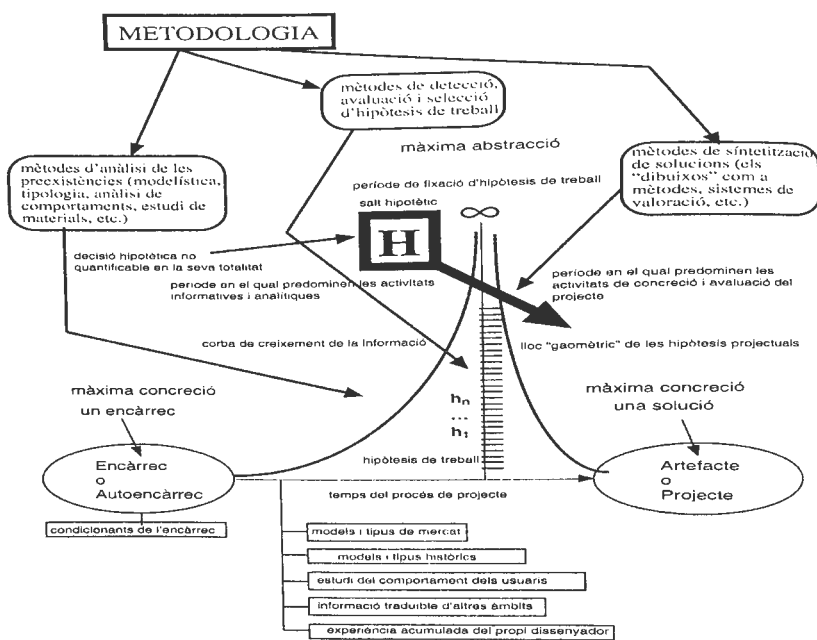 METODOLOGIA
mètodes de detecció,
avaluació i selecció
d'hipòtesis de treball
mètodes d'anàlisi de les
preexistències (modelística,
tipologia, anàlisi de
comportaments, estudi de
materials, etc.)
màxima abstracció
mètodes de síntetització
de solucions (els
"dibuixos" com a
mètodes, sistemes de
valoració, etc.)
període de fixació d'hipòtesis de treball
salt hipotètic
∞
H
decisió hipotètica no
quantificable en la seva totalitat
període en el qual predominen les activitats
informatives i analítiques
període en el qual predominen les
activitats de concreció i avaluació del
projecte
corba de creixement de la Informació
lloc "gaomètric" de les hipòtesis projectuals
màxima concreció
un encàrrec
màxima concreció
una solució
hn
...
h1
hipòtesis de treball
Encàrrec
o
Autoencàrrec
Artefacte
o
Projecte
temps del procés de projecte
condicionants de l'encàrrec
models i tipus de mercat
models i tipus històrics
estudi del comportament dels usuaris
informació traduible d'altres àmbits
experiència acumulada del propi dissenyador